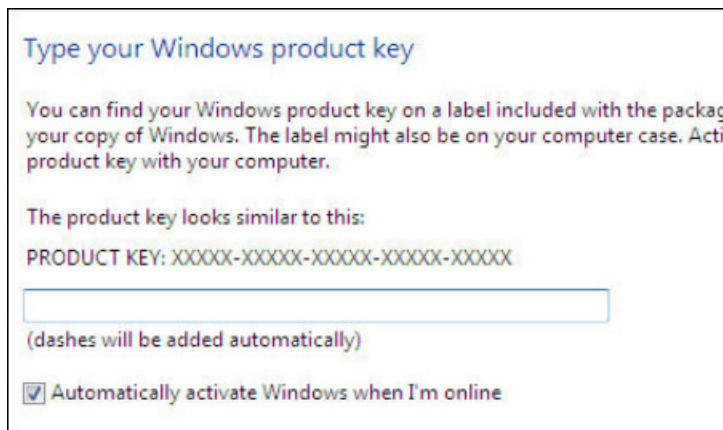 Type your Windows product key
You can find your Windows product key on a label included with the packag
your copy of Windows. The label might also be on your computer case. Acti
product key with your computer.
The product key looks similar to this:
PRODUCT KEY: XXXXX-XXXXX-XXXXX-XXXXX-XXXXX
(dashes will be added automatically)
Automatically activate Windows when I'm online